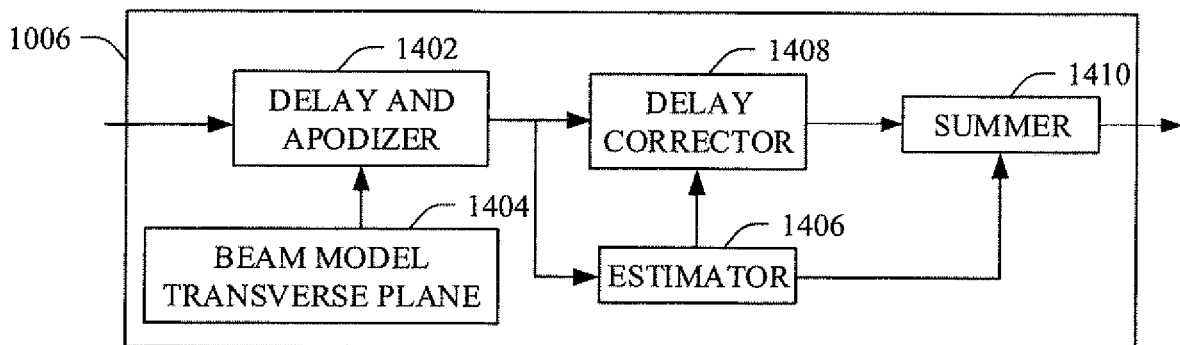 1006
1402
DELAY AND
APODIZER
1408
DELAY
CORRECTOR
1410
SUMMER
1404
BEAM MODEL
TRANSVERSE PLANE
1406
ESTIMATOR